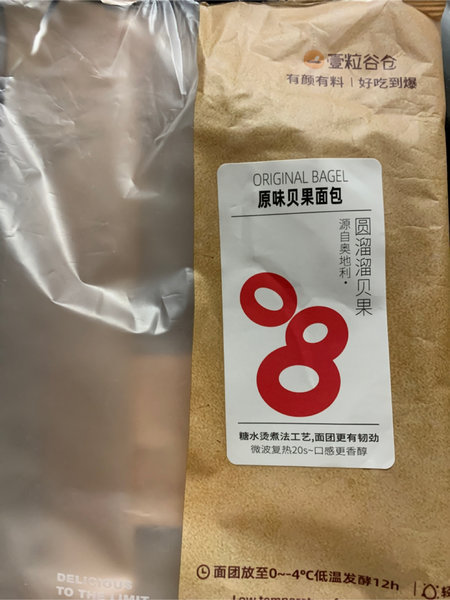 壹粒谷仓
有颜有料 | 好吃到爆
ORIGINAL BAGEL
原味贝果面包
圆溜溜贝果
源自奥地利·
糖水烫煮法工艺,面团更有韧劲
微波复热20s~口感更香醇
面团放至0~-4℃低温发酵12h
DELICIOUS
TO THE LIMIT
Low temperature